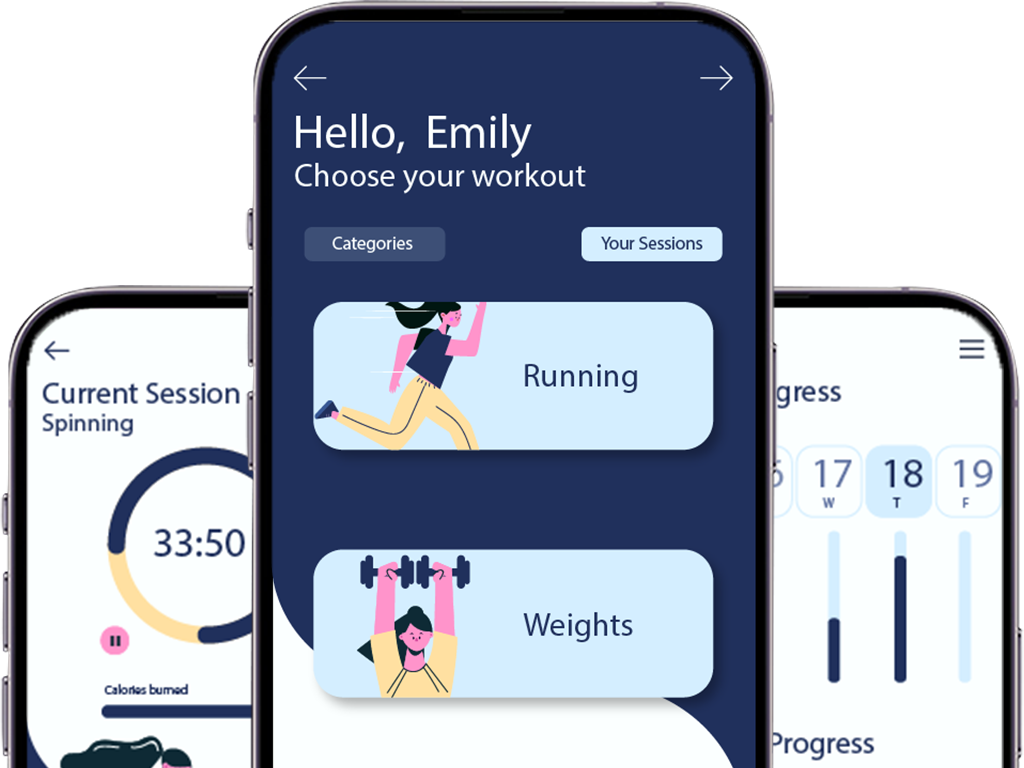 Hello, Emily
Choose your workout
Categories
Your Sessions
Running
Weights
Current Session
Spinning
33:50
Calories burned
gress
6
17
18
19
W
T
F
Progress